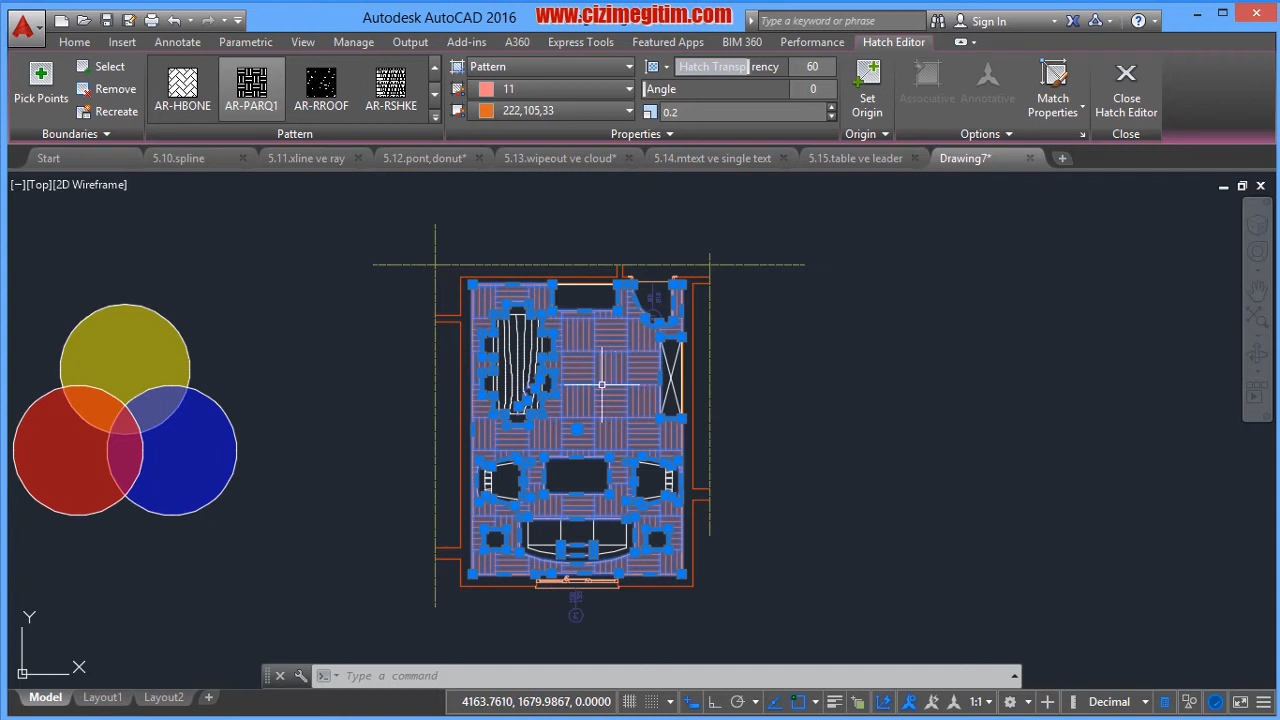 Autodesk AutoCAD 2016
www.cizimegitim.com
Type a keyword or phrase
Sign In
Home Insert Annotate Parametric View Manage Output Add-ins A360 Express Tools Featured Apps BIM 360 Performance Hatch Editor
Pick Points
Select
Remove
Recreate
Boundaries
AR-HBONE AR-PARQ1 AR-RROOF AR-RSHKE
Pattern
Pattern
11
222,105,33
Hatch Transparency 60
Angle 0
0.2
Properties
Set
Origin
Origin
Associative
Annotative
Match
Properties
Options
Close
Hatch Editor
Close
Start 5.10.spline 5.11.xline ve ray 5.12.pont,donut* 5.13.wipeout ve cloud* 5.14.mtext ve single text 5.15.table ve leader Drawing7*
[−][Top][2D Wireframe]
Y
X
Type a command
Model Layout1 Layout2
4163.7610, 1679.9867, 0.0000
1:1
Decimal